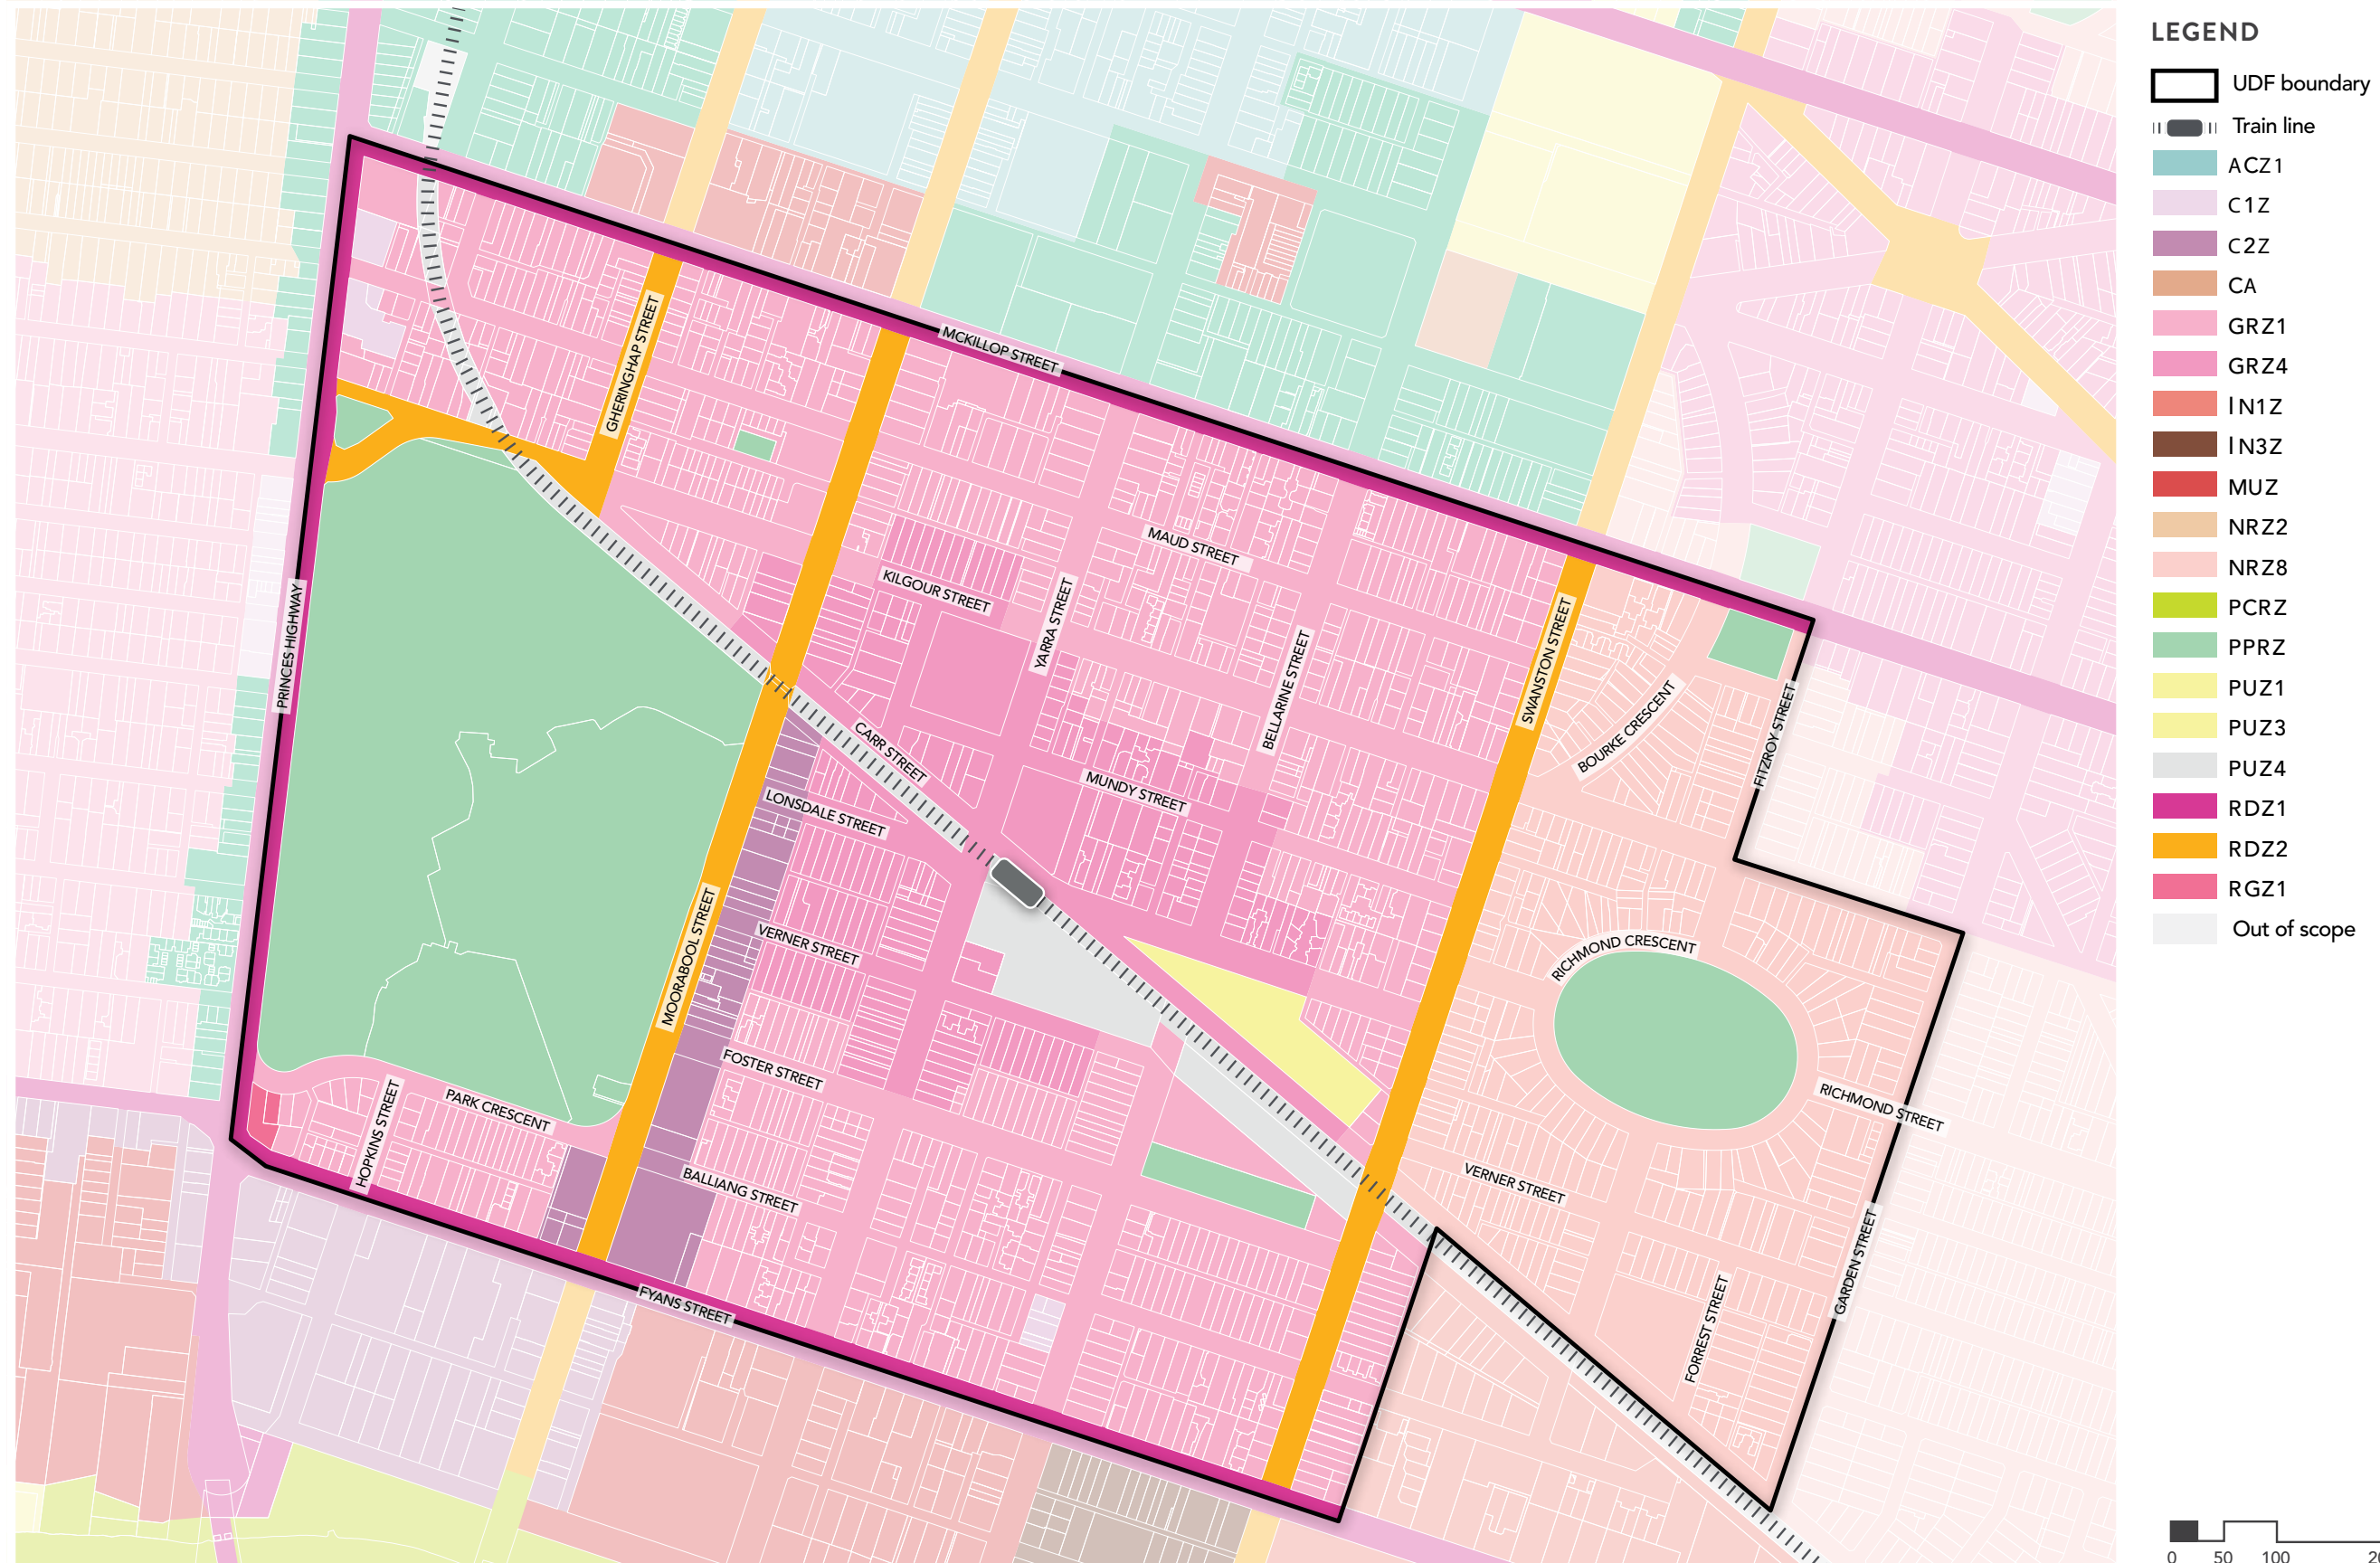 LEGEND
UDF boundary
Train line
ACZ1
C1Z
C2Z
CA
GRZ1
GRZ4
IN1Z
IN3Z
MUZ
NRZ2
NRZ8
PCRZ
PPRZ
PUZ1
PUZ3
PUZ4
RDZ1
RDZ2
RGZ1
Out of scope
MCKILLOP STREET
GHERINGHAP STREET
MAUD STREET
KILGOUR STREET
YARRA STREET
PRINCES HIGHWAY
BELLARINE STREET
SWANSTON STREET
BOURKE CRESCENT
FITZROY STREET
CARR STREET
MUNDY STREET
LONSDALE STREET
MOORABOOL STREET
VERNER STREET
RICHMOND CRESCENT
FOSTER STREET
HOPKINS STREET
PARK CRESCENT
RICHMOND STREET
BALLIANG STREET
VERNER STREET
GARDEN STREET
FORREST STREET
FYANS STREET
0 50 100